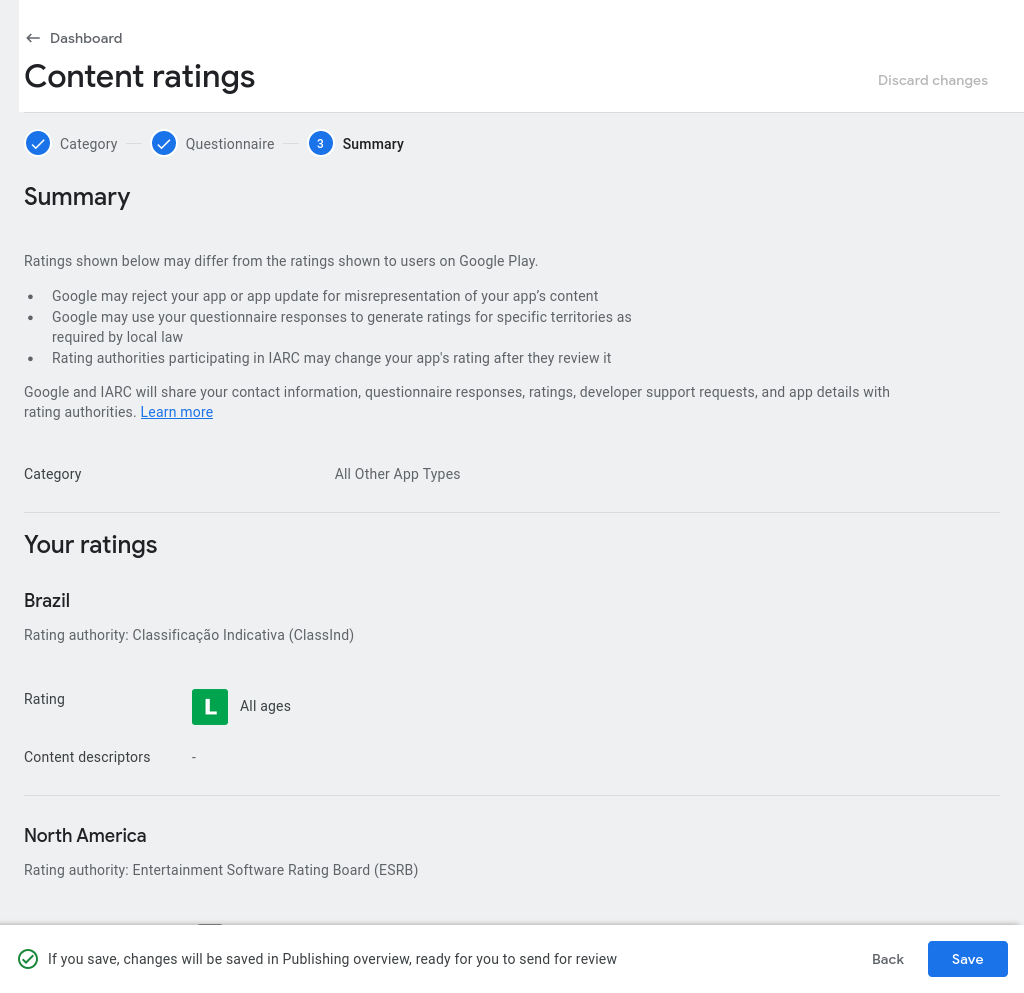 Dashboard
Content ratings
Discard changes
Category
Questionnaire
3
Summary
Summary
Ratings shown below may differ from the ratings shown to users on Google Play.
Google may reject your app or app update for misrepresentation of your app’s content
Google may use your questionnaire responses to generate ratings for specific territories as
required by local law
Rating authorities participating in IARC may change your app's rating after they review it
Google and IARC will share your contact information, questionnaire responses, ratings, developer support requests, and app details with
rating authorities. Learn more
Category
All Other App Types
Your ratings
Brazil
Rating authority: Classificação Indicativa (ClassInd)
Rating
L
All ages
Content descriptors
-
North America
Rating authority: Entertainment Software Rating Board (ESRB)
If you save, changes will be saved in Publishing overview, ready for you to send for review
Back
Save